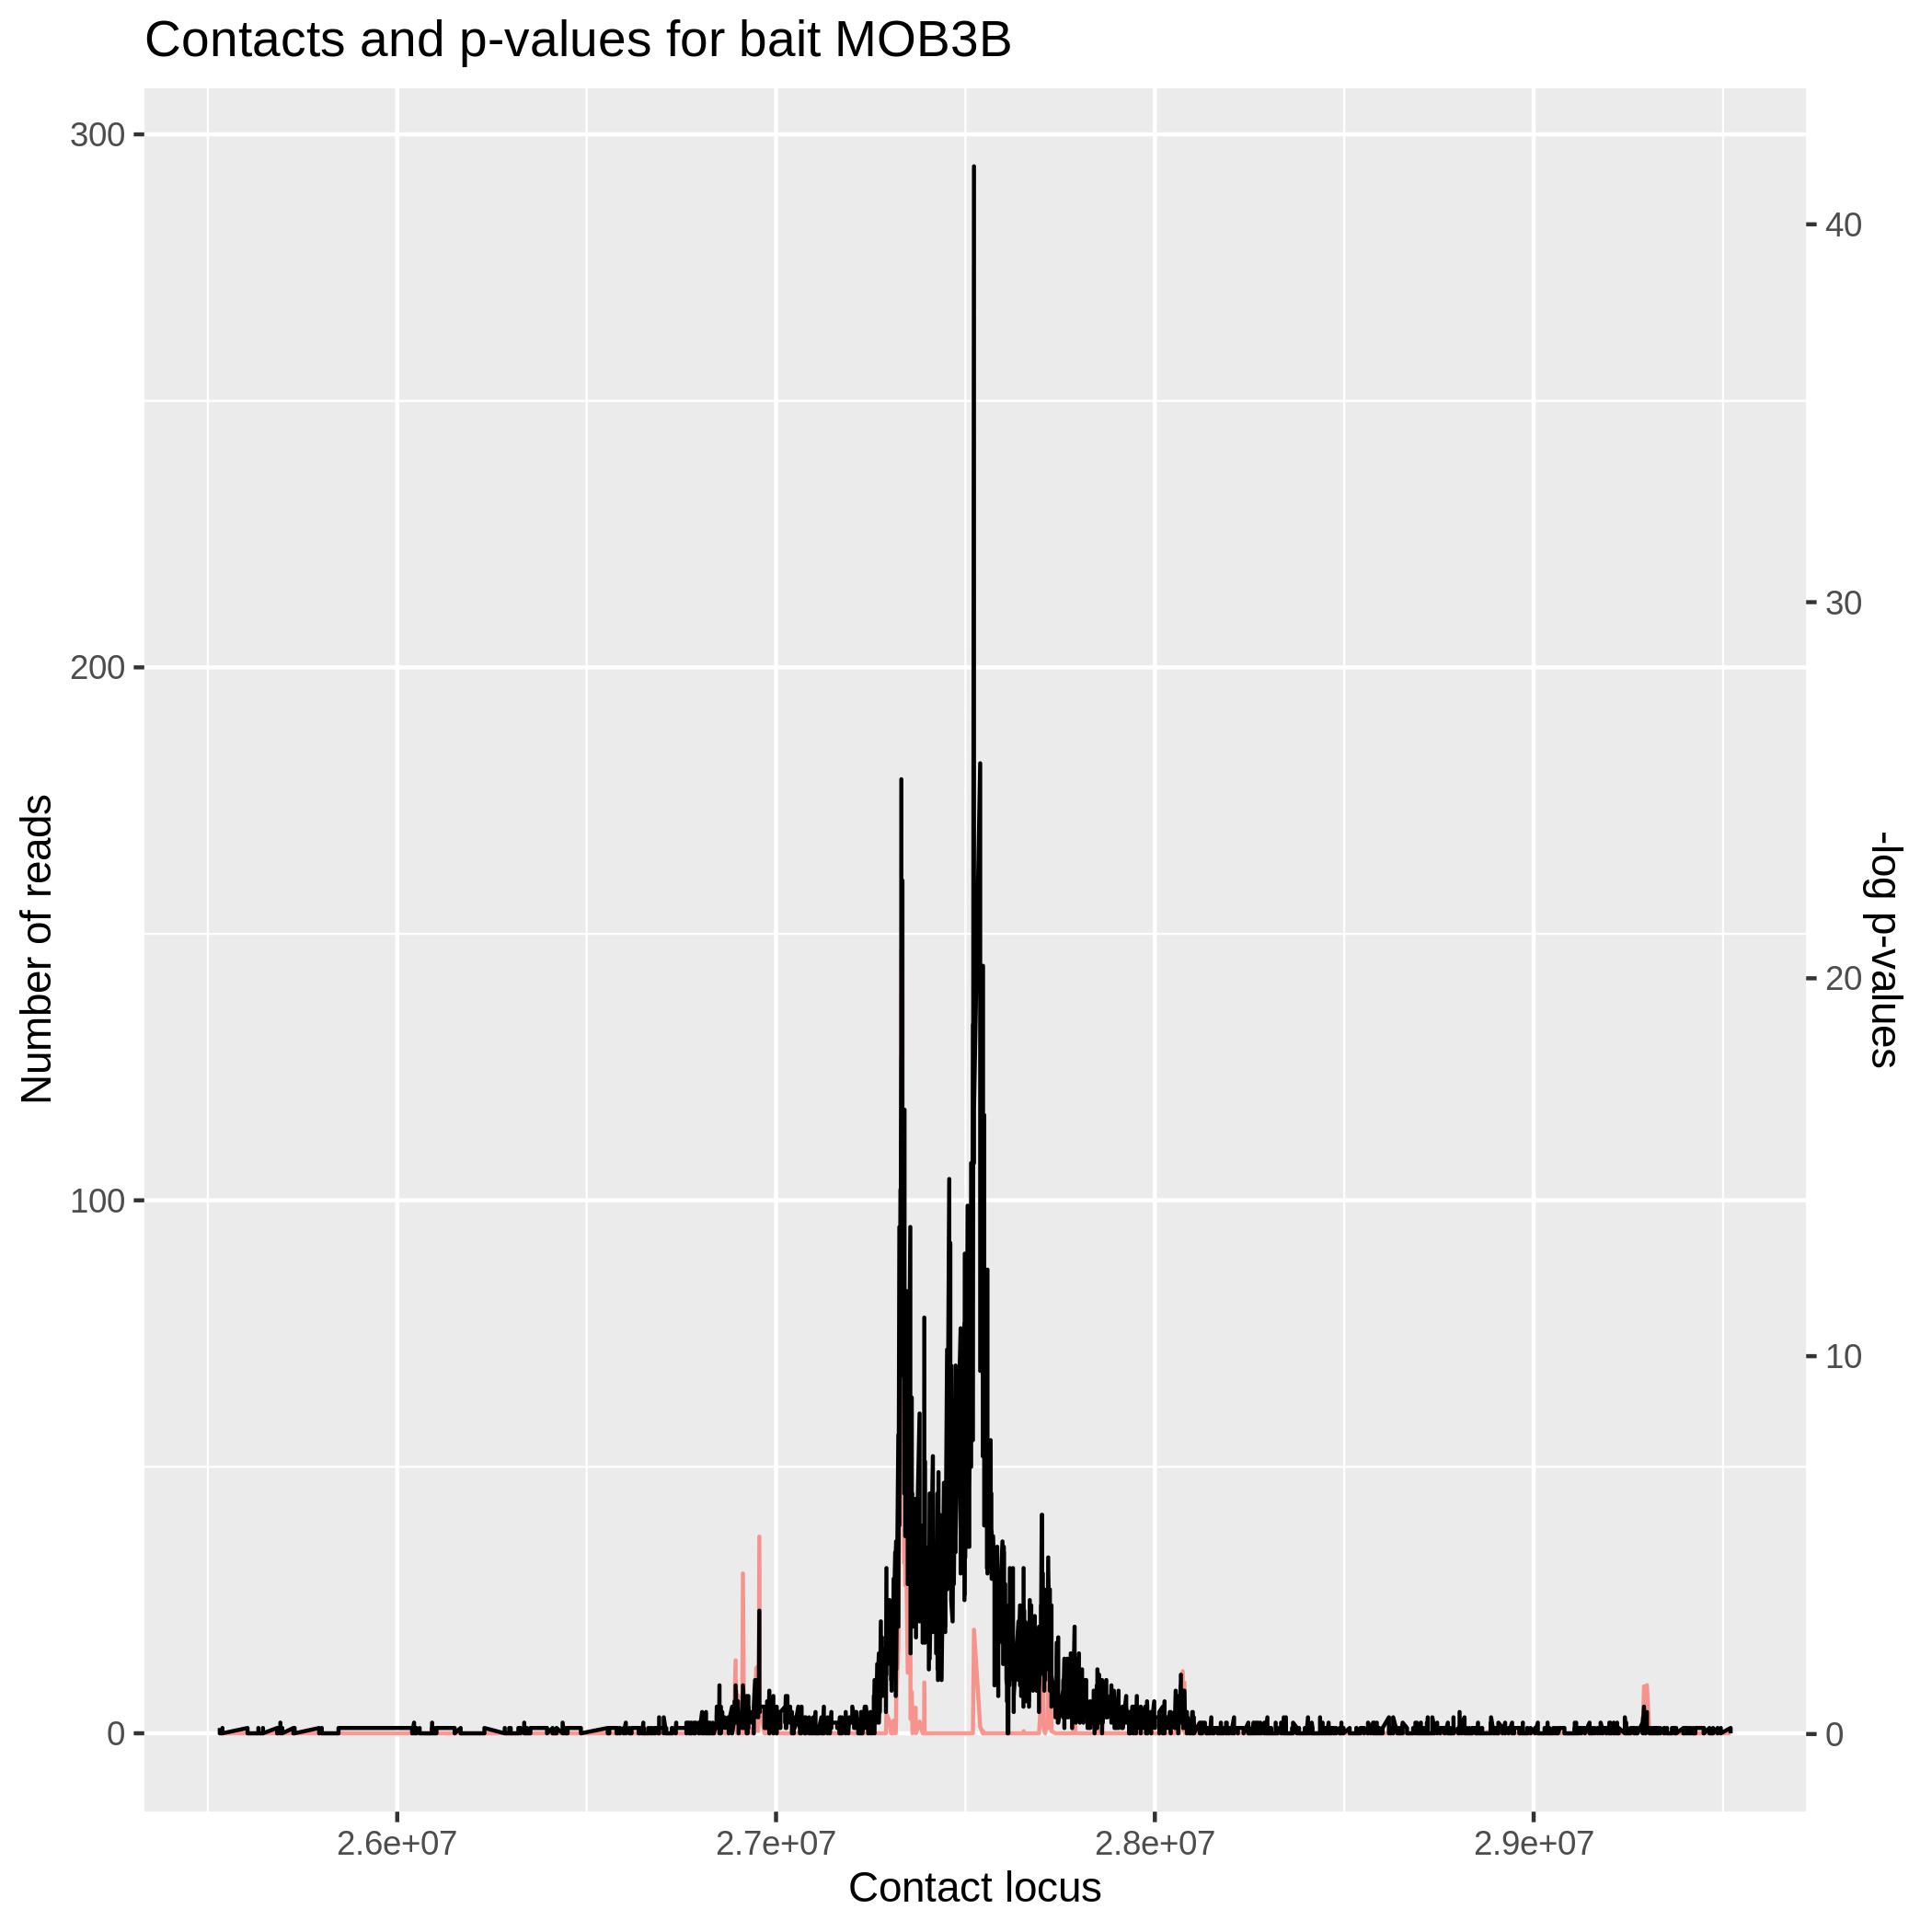 Contacts and p-values for bait MOB3B
300
200
100
0
Number of reads
40
30
20
10
0
-log p-values
2.6e+07
2.7e+07
2.8e+07
2.9e+07
Contact locus